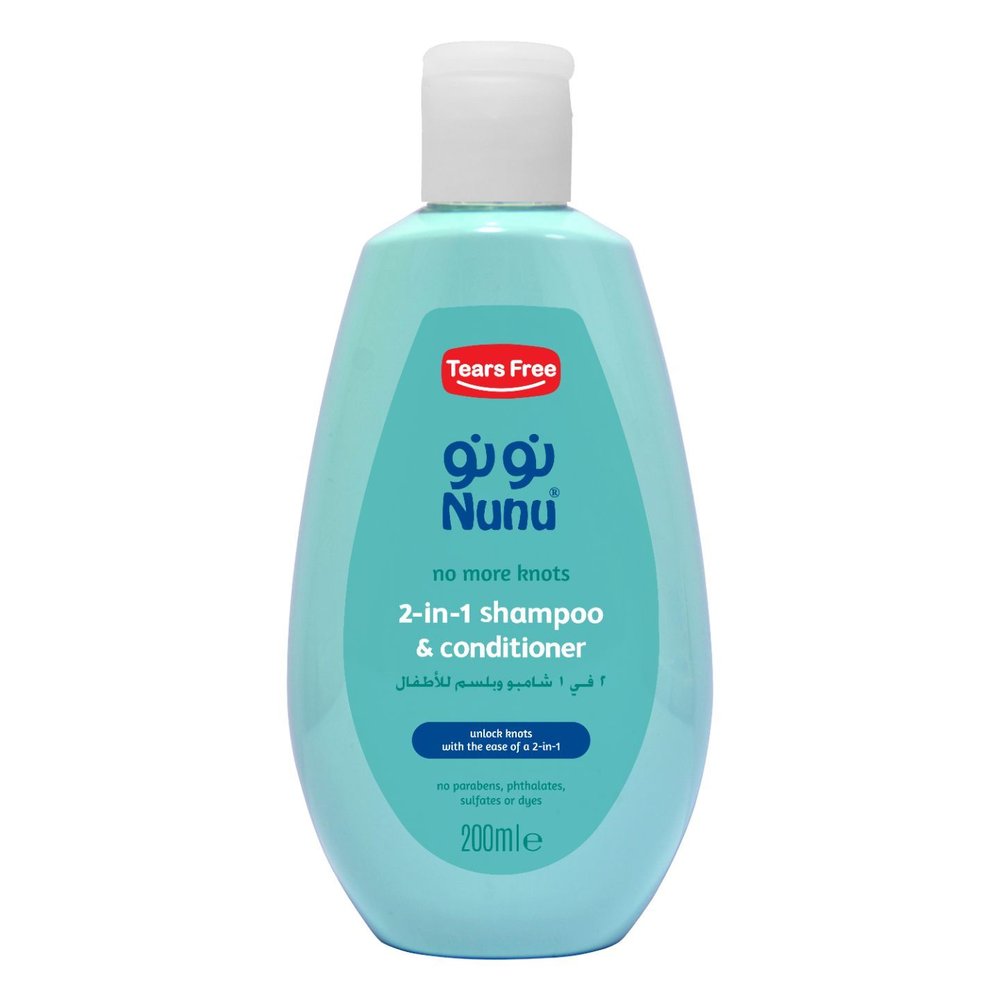 Tears Free
نونو
Nunu®
no more knots
2-in-1 shampoo
& conditioner
٢ في ١ شامبو وبلسم للأطفال
unlock knots
with the ease of a 2-in-1
no parabens, phthalates,
sulfates or dyes
200ml e